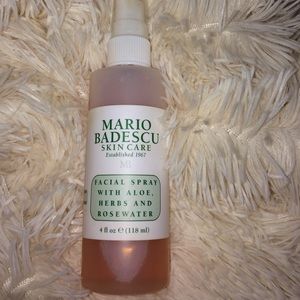 MARIO
BADESCU
SKIN CARE
Established 1967
FACIAL SPRAY
WITH ALOE,
HERBS AND
ROSEWATER
4 fl oz ℮ (118 ml)